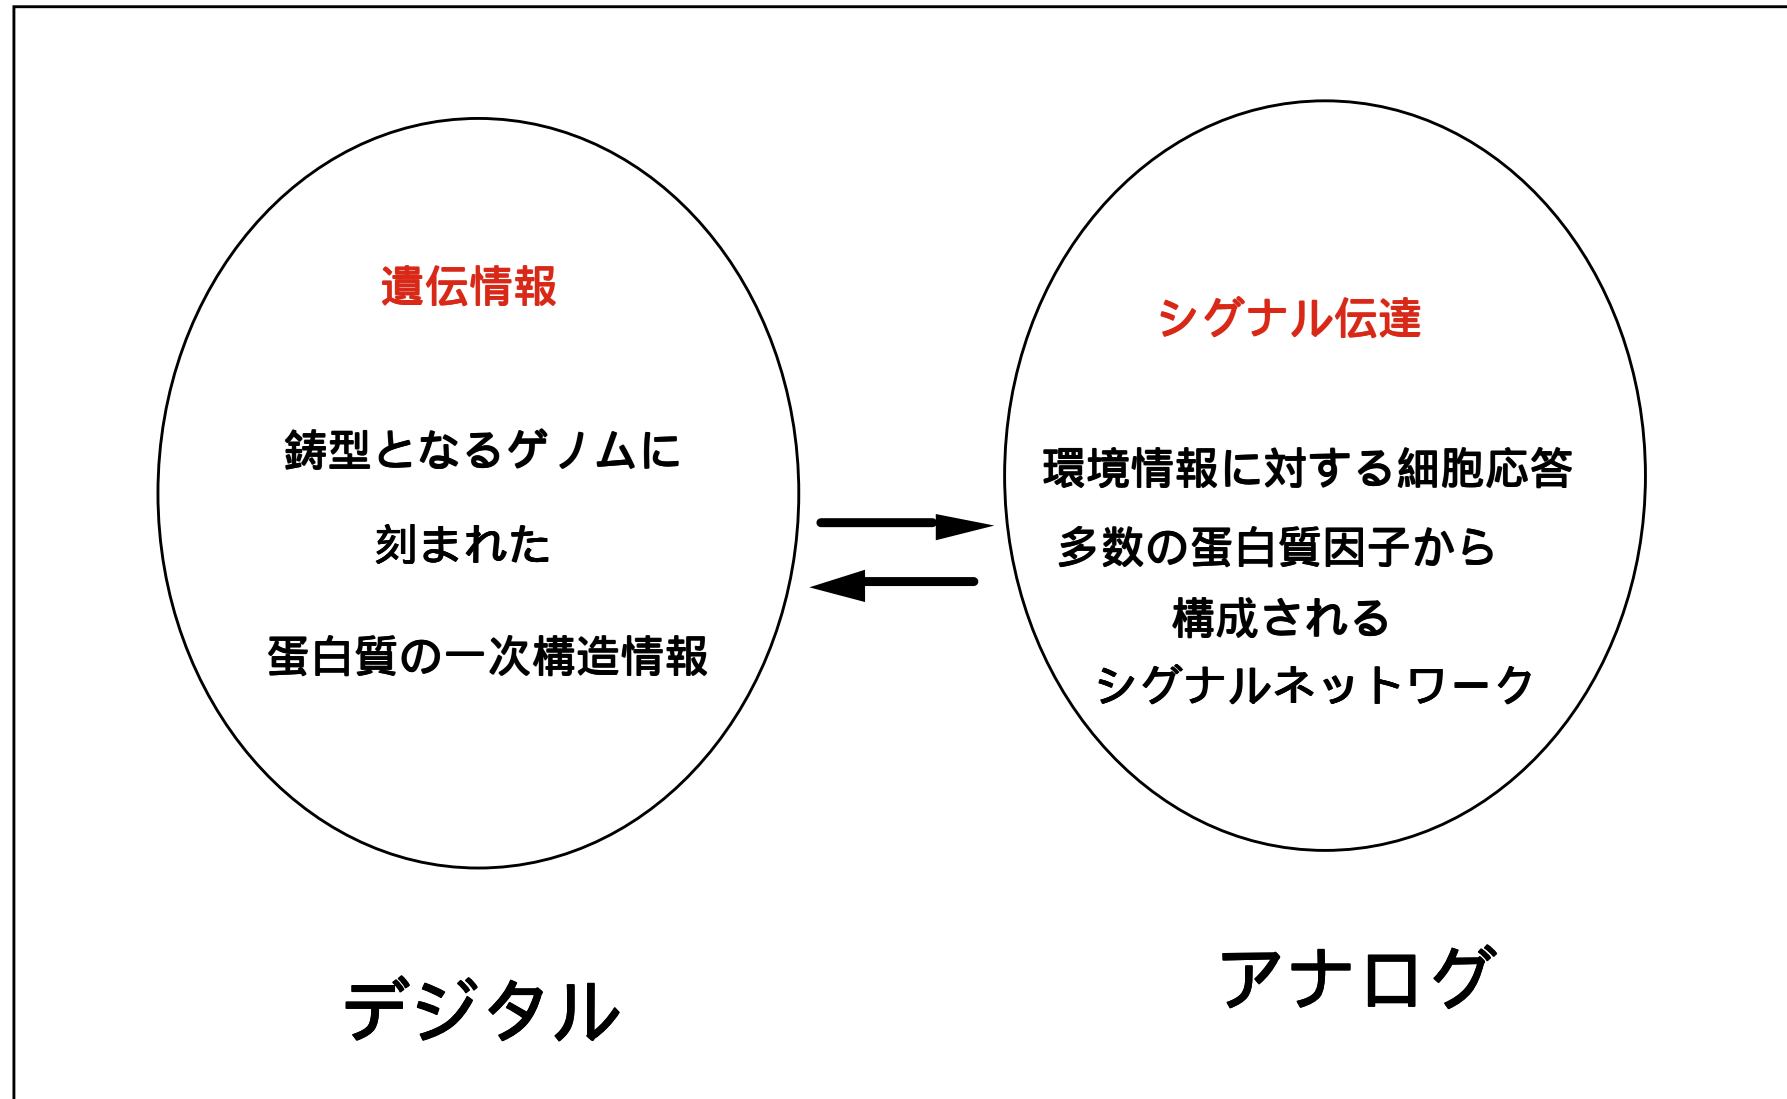 遺伝情報
鋳型となるゲノムに
刻まれた
蛋白質の一次構造情報
デジタル
シグナル伝達
環境情報に対する細胞応答
多数の蛋白質因子から
構成される
シグナルネットワーク
アナログ